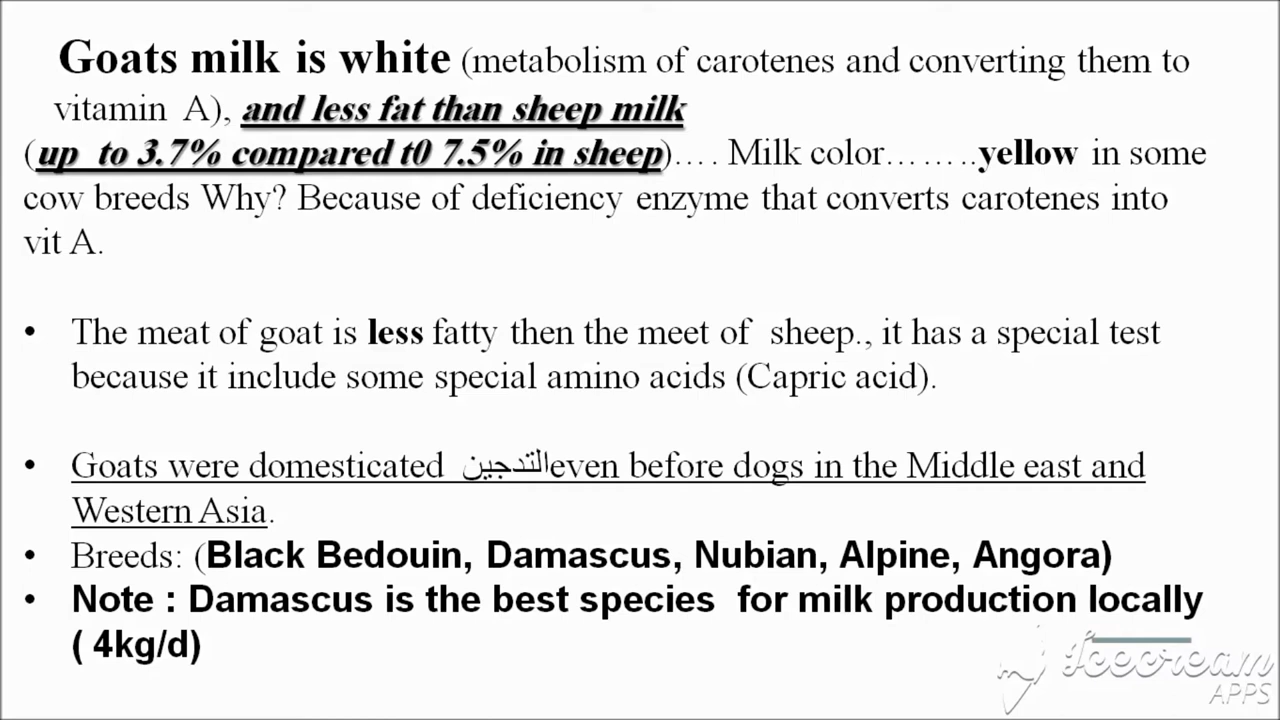 Goats milk is white (metabolism of carotenes and converting them to
vitamin A), and less fat than sheep milk
(up to 3.7% compared t0 7.5% in sheep)…. Milk color……..yellow in some
cow breeds Why? Because of deficiency enzyme that converts carotenes into
vit A.
• The meat of goat is less fatty then the meet of sheep., it has a special test
because it include some special amino acids (Capric acid).
• Goats were domesticated التدجين even before dogs in the Middle east and
Western Asia.
• Breeds: (Black Bedouin, Damascus, Nubian, Alpine, Angora)
• Note : Damascus is the best species for milk production locally
( 4kg/d)
Icecream
APPS